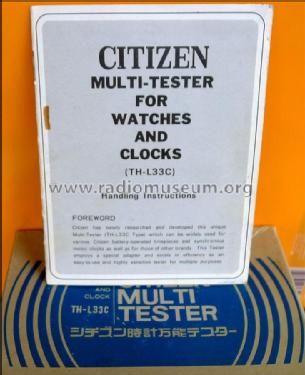 CITIZEN
MULTI-TESTER
FOR
WATCHES
AND
CLOCKS
(TH-L33C)
www.radiomuseum.org
Handling Instructions
FOREWORD
Citizen has newly researched and developed this unique
Multi-Tester (TH-L33C Type) which can be widely used for
various Citizen battery-operated timepieces and synchronous
motor clocks as well as for those of other brands. This Tester
employs a special adapter and excels in efficiency as an
easy-to-use and highly sensitive tester for multiple purposes.
CITIZEN
AND CLOCK
MULTI
TH-L33C
TESTER
シチズン時計万能テスター